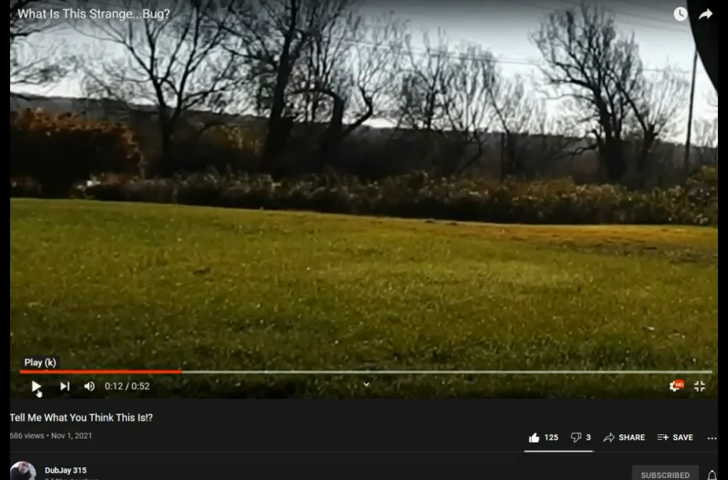 What Is This Strange...Bug?
Play (k)
0:12 / 0:52
HD
Tell Me What You Think This Is!?
686 views • Nov 1, 2021
125
3
SHARE
SAVE
DubJay 315
SUBSCRIBED